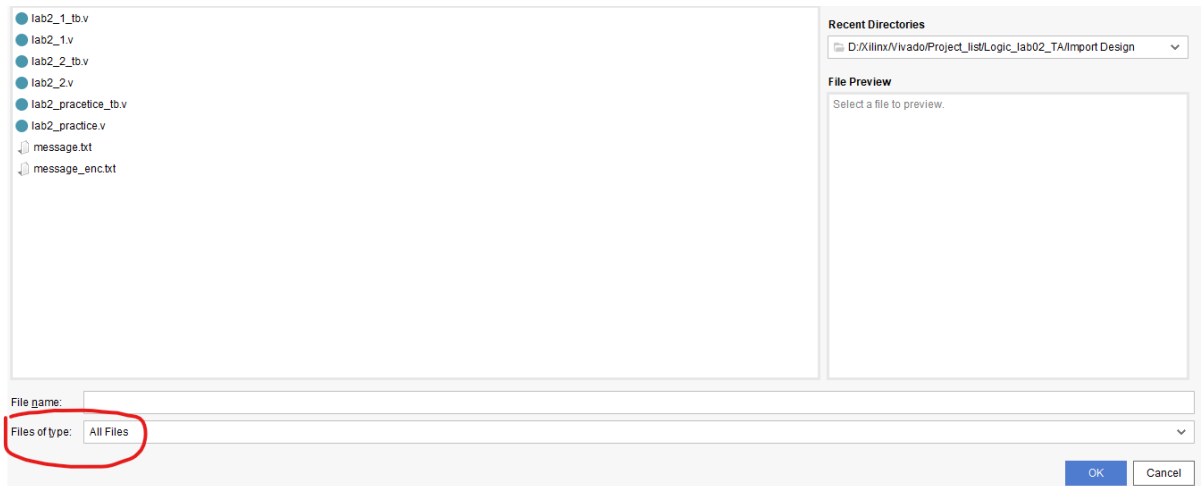 lab2_1_tb.v
lab2_1.v
lab2_2_tb.v
lab2_2.v
lab2_pracetice_tb.v
lab2_practice.v
message.txt
message_enc.txt
Recent Directories
D:/Xilinx/Vivado/Project_list/Logic_lab02_TA/Import Design
File Preview
Select a file to preview.
File name:
Files of type: All Files
OK Cancel